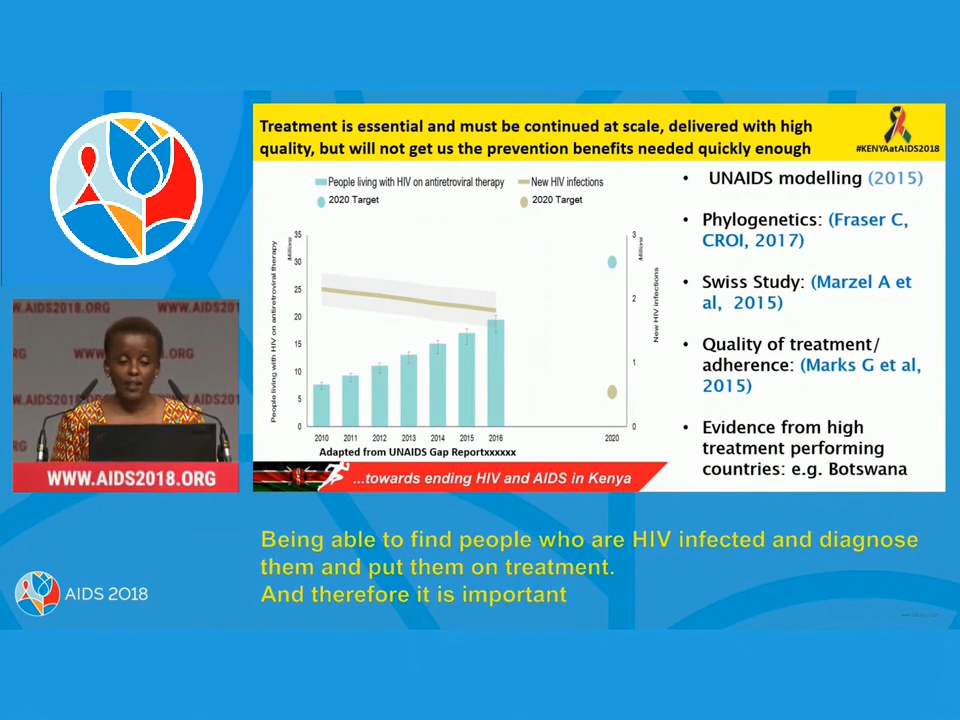 Treatment is essential and must be continued at scale, delivered with high
quality, but will not get us the prevention benefits needed quickly enough
#KENYAatAIDS2018
People living with HIV on antiretroviral therapy
New HIV infections
2020 Target
2020 Target
People living with HIV on antiretroviral therapy
Millions
35
30
25
20
15
10
5
0
2010 2011 2012 2013 2014 2015 2016 2020
3
2
1
0
Millions
New HIV infections
Adapted from UNAIDS Gap Reportxxxxxx
...towards ending HIV and AIDS in Kenya
• UNAIDS modelling (2015)
• Phylogenetics: (Fraser C,
CROI, 2017)
• Swiss Study: (Marzel A et
al, 2015)
• Quality of treatment/
adherence: (Marks G et al,
2015)
• Evidence from high
treatment performing
countries: e.g. Botswana
W.AIDS2018.ORG
WWW.AIDS2018.OR
RG
WWW
.ORG
W.AIDS2018
AIDS201
WWW.AIDS2018.ORG
Being able to find people who are HIV infected and diagnose
them and put them on treatment.
And therefore it is important
AIDS 2018